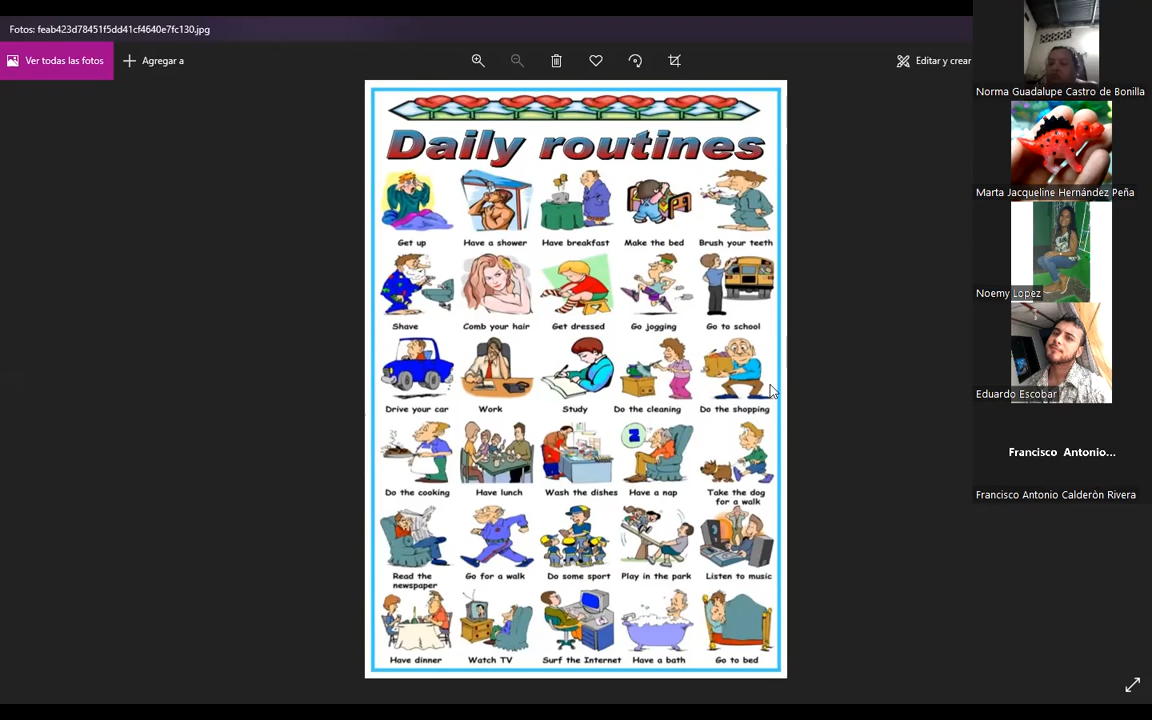 Fotos: feab423d78451f5dd41cf4640e7fc130.jpg
Ver todas las fotos
Agregar a
Editar y crear
Daily routines
Get up Have a shower Have breakfast Make the bed Brush your teeth
Shave Comb your hair Get dressed Go jogging Go to school
Drive your car Work Study Do the cleaning Do the shopping
Z
Do the cooking Have lunch Wash the dishes Have a nap Take the dog
for a walk
Read the
newspaper
Go for a walk Do some sport Play in the park Listen to music
Have dinner Watch TV Surf the Internet Have a bath Go to bed
Norma Guadalupe Castro de Bonilla
Marta Jacqueline Hernández Peña
Noemy Lopez
Eduardo Escobar
Francisco Antonio...
Francisco Antonio Calderòn Rivera